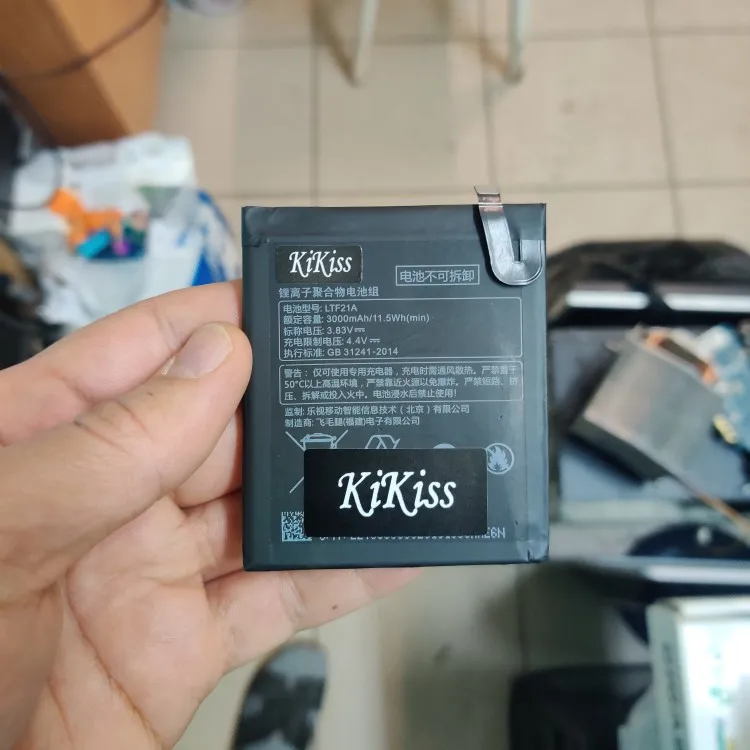 KiKiss
电池不可拆卸
锂离子聚合物电池组
电池型号: LTF21A
额定容量: 3000mAh/11.5Wh(min)
标称电压: 3.83V⎓
充电限制电压: 4.4V⎓
执行标准: GB 31241-2014
警告: 仅可使用专用充电器，充电时需通风散热。严禁置于
50℃以上高温环境，严禁靠近火源以免爆炸。严禁短路、挤
压、拆解或投入火中。电池浸水后禁止使用!
监制: 乐视移动智能信息技术（北京）有限公司
制造商: 飞毛腿(福建)电子有限公司
KiKiss